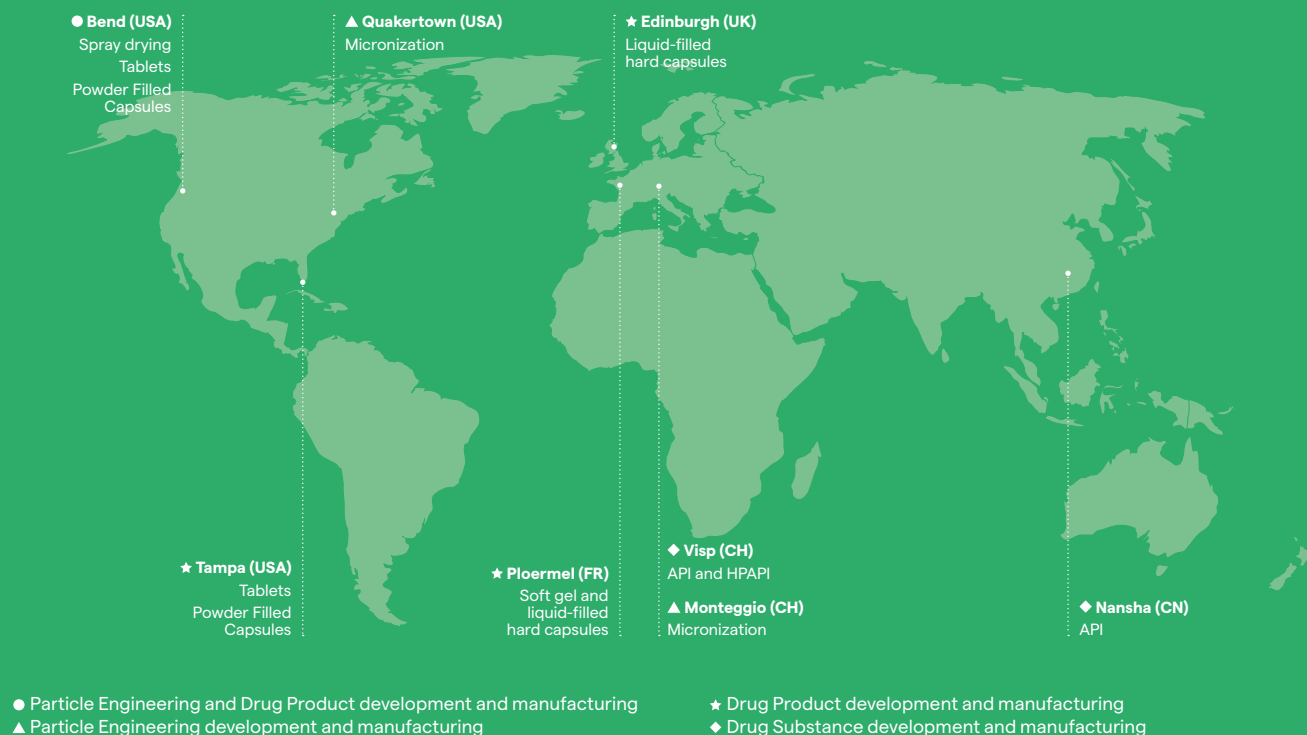 ● Bend (USA)
Spray drying
Tablets
Powder Filled
Capsules
▲ Quakertown (USA)
Micronization
★ Edinburgh (UK)
Liquid-filled
hard capsules
★ Tampa (USA)
Tablets
Powder Filled
Capsules
★ Ploermel (FR)
Soft gel and
liquid-filled
hard capsules
◆ Visp (CH)
API and HPAPI
▲ Monteggio (CH)
Micronization
◆ Nansha (CN)
API
● Particle Engineering and Drug Product development and manufacturing
▲ Particle Engineering development and manufacturing
★ Drug Product development and manufacturing
◆ Drug Substance development and manufacturing